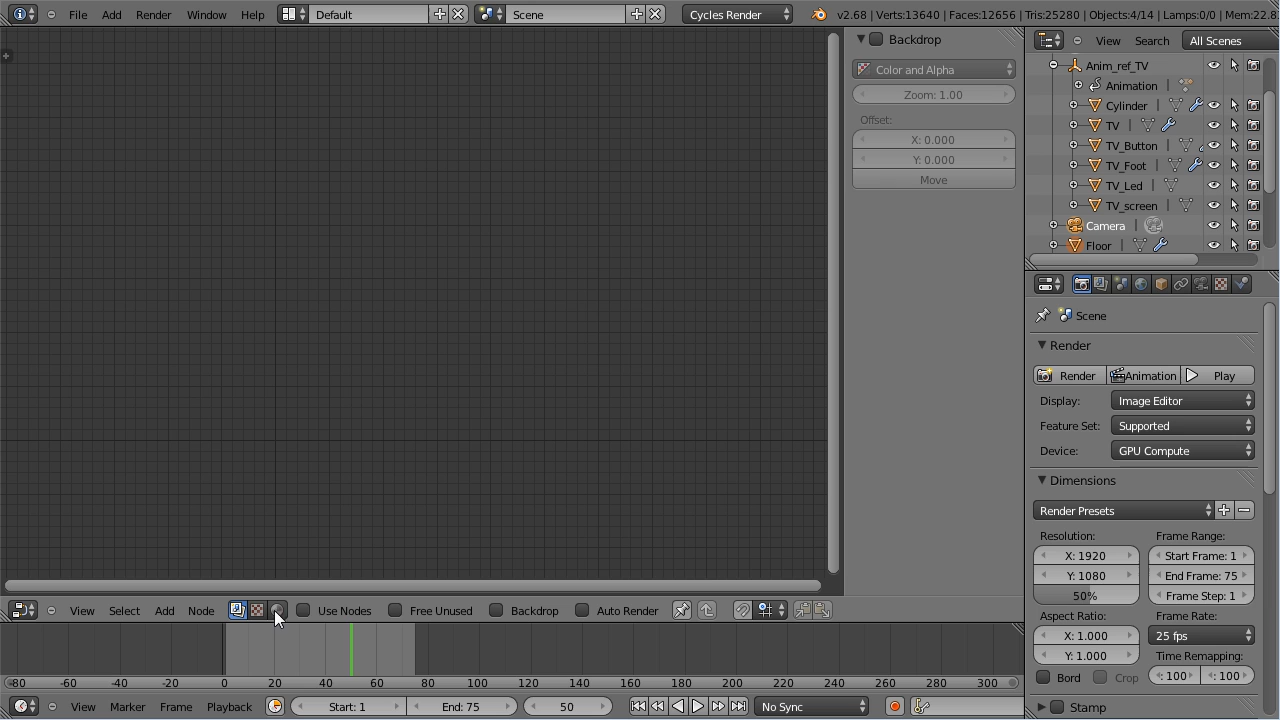 File Add Render Window Help Default Scene Cycles Render v2.68 | Verts:13640 | Faces:12656 | Tris:25280 | Objects:4/14 | Lamps:0/0 | Mem:22.8
Backdrop
Color and Alpha
Zoom: 1.00
Offset:
X: 0.000
Y: 0.000
Move
View Search All Scenes
Anim_ref_TV
Animation
Cylinder
TV
TV_Button
TV_Foot
TV_Led
TV_screen
Camera
Floor
Scene
Render
Render Animation Play
Display: Image Editor
Feature Set: Supported
Device: GPU Compute
Dimensions
Render Presets
Resolution: Frame Range:
X: 1920 Start Frame: 1
Y: 1080 End Frame: 75
50% Frame Step: 1
Aspect Ratio: Frame Rate:
X: 1.000 25 fps
Y: 1.000 Time Remapping:
Bord Crop : 100 : 100
Stamp
View Select Add Node Use Nodes Free Unused Backdrop Auto Render
-80 -60 -40 -20 0 20 40 60 80 100 120 140 160 180 200 220 240 260 280 300
View Marker Frame Playback Start: 1 End: 75 50 No Sync